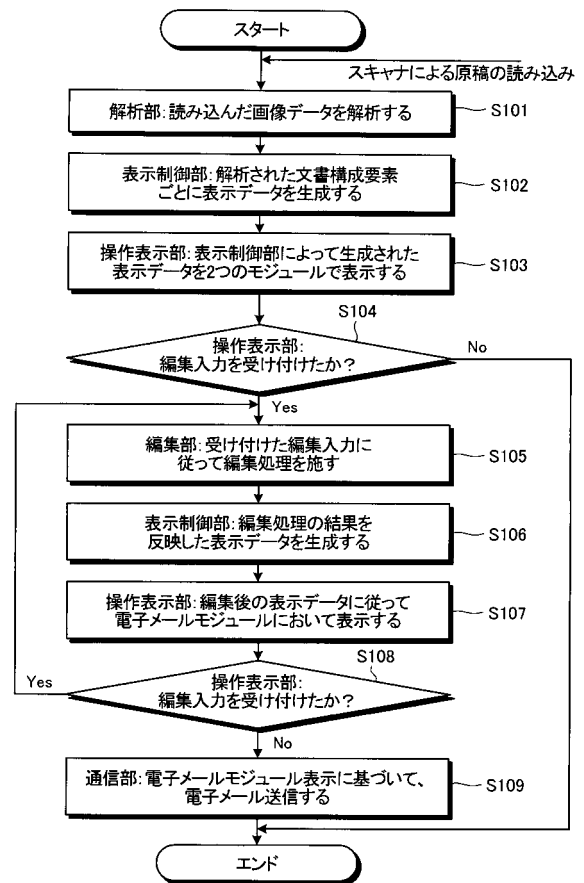 スタート
スキャナによる原稿の読み込み
解析部:読み込んだ画像データを解析する
S101
表示制御部:解析された文書構成要素
ごとに表示データを生成する
S102
操作表示部:表示制御部によって生成された
表示データを2つのモジュールで表示する
S103
S104
操作表示部:
編集入力を受け付けたか?
No
Yes
編集部:受け付けた編集入力に
従って編集処理を施す
S105
表示制御部:編集処理の結果を
反映した表示データを生成する
S106
操作表示部:編集後の表示データに従って
電子メールモジュールにおいて表示する
S107
S108
Yes
操作表示部:
編集入力を受け付けたか?
No
通信部:電子メールモジュール表示に基づいて、
電子メール送信する
S109
エンド